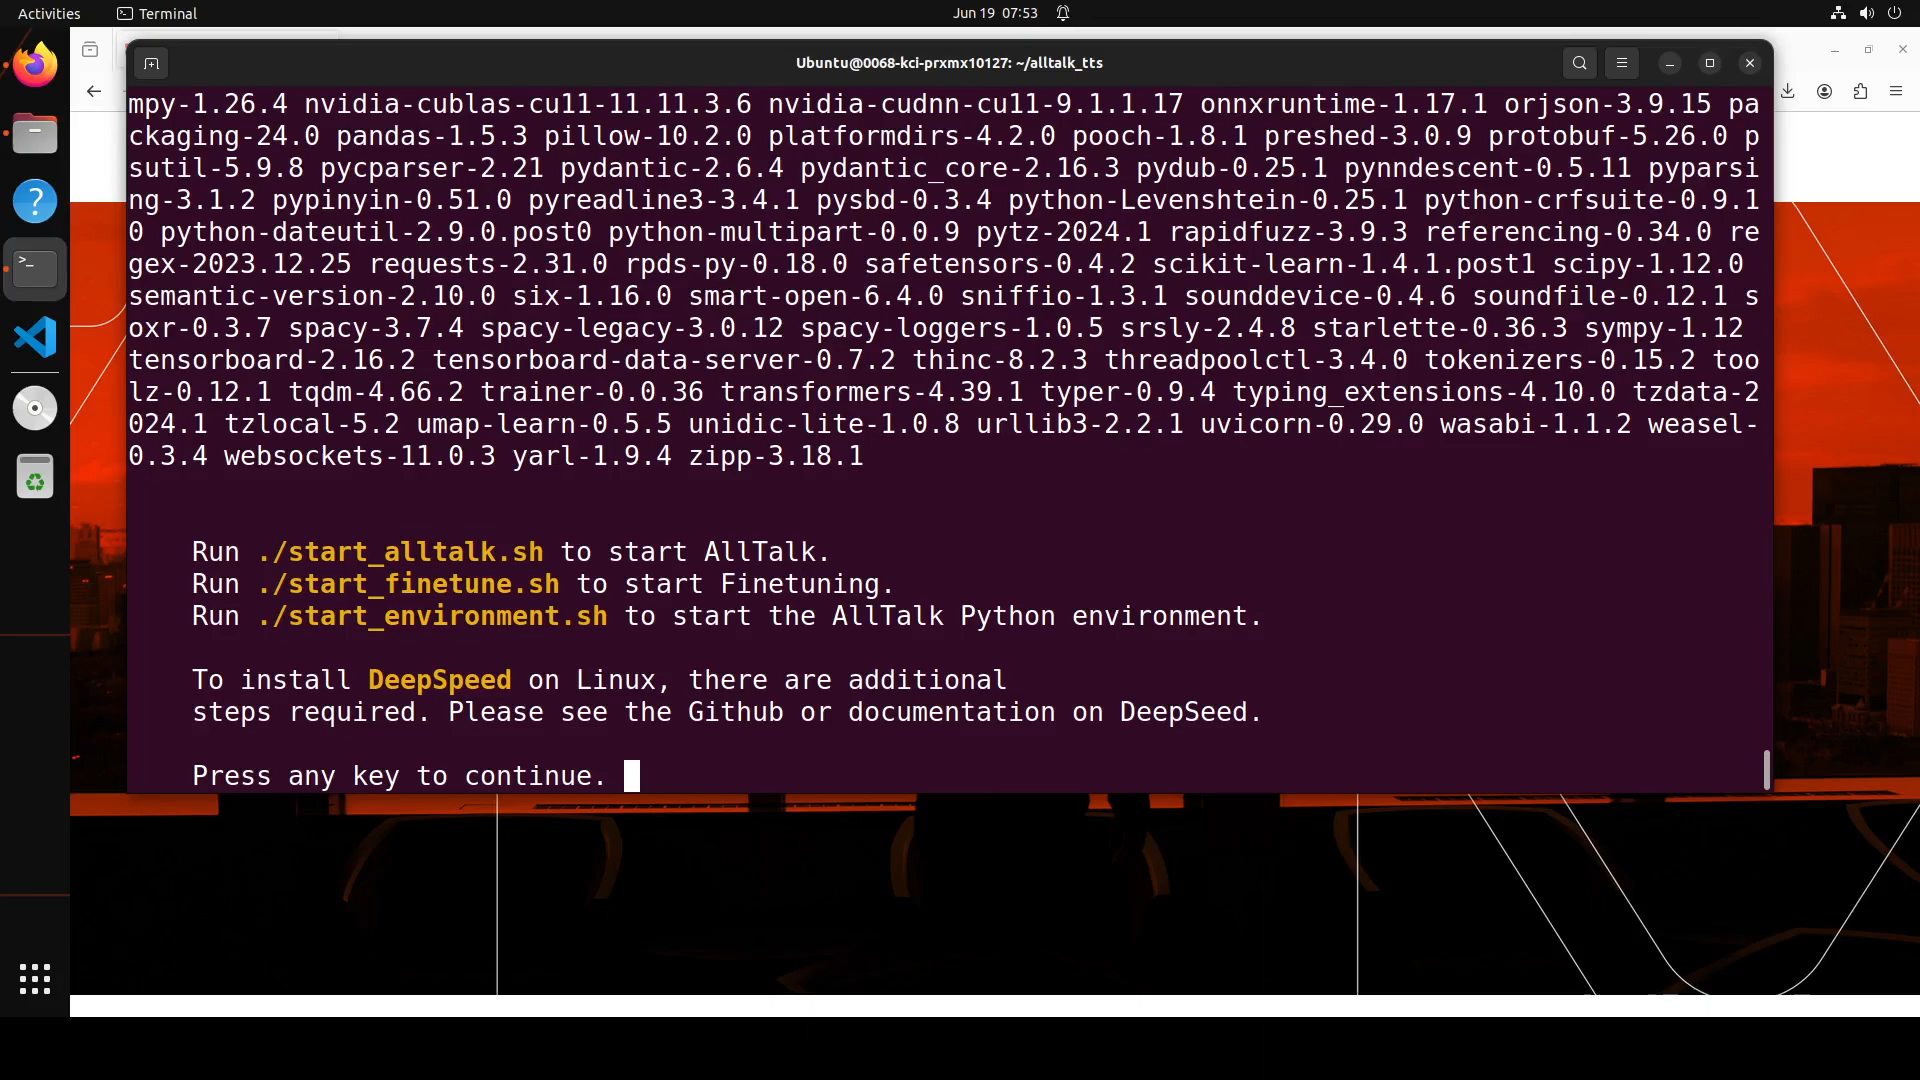 Activities
Terminal
Jun 19 07:53
Ubuntu@0068-kci-prxmx10127: ~/alltalk_tts
mpy-1.26.4 nvidia-cublas-cu11-11.11.3.6 nvidia-cudnn-cu11-9.1.1.17 onnxruntime-1.17.1 orjson-3.9.15 pa
ckaging-24.0 pandas-1.5.3 pillow-10.2.0 platformdirs-4.2.0 pooch-1.8.1 preshed-3.0.9 protobuf-5.26.0 p
sutil-5.9.8 pycparser-2.21 pydantic-2.6.4 pydantic_core-2.16.3 pydub-0.25.1 pynndescent-0.5.11 pyparsi
ng-3.1.2 pypinyin-0.51.0 pyreadline3-3.4.1 pysbd-0.3.4 python-Levenshtein-0.25.1 python-crfsuite-0.9.1
0 python-dateutil-2.9.0.post0 python-multipart-0.0.9 pytz-2024.1 rapidfuzz-3.9.3 referencing-0.34.0 re
gex-2023.12.25 requests-2.31.0 rpds-py-0.18.0 safetensors-0.4.2 scikit-learn-1.4.1.post1 scipy-1.12.0
semantic-version-2.10.0 six-1.16.0 smart-open-6.4.0 sniffio-1.3.1 sounddevice-0.4.6 soundfile-0.12.1 s
oxr-0.3.7 spacy-3.7.4 spacy-legacy-3.0.12 spacy-loggers-1.0.5 srsly-2.4.8 starlette-0.36.3 sympy-1.12
tensorboard-2.16.2 tensorboard-data-server-0.7.2 thinc-8.2.3 threadpoolctl-3.4.0 tokenizers-0.15.2 too
lz-0.12.1 tqdm-4.66.2 trainer-0.0.36 transformers-4.39.1 typer-0.9.4 typing_extensions-4.10.0 tzdata-2
024.1 tzlocal-5.2 umap-learn-0.5.5 unidic-lite-1.0.8 urllib3-2.2.1 uvicorn-0.29.0 wasabi-1.1.2 weasel-
0.3.4 websockets-11.0.3 yarl-1.9.4 zipp-3.18.1
Run ./start_alltalk.sh to start AllTalk.
Run ./start_finetune.sh to start Finetuning.
Run ./start_environment.sh to start the AllTalk Python environment.
To install DeepSpeed on Linux, there are additional
steps required. Please see the Github or documentation on DeepSeed.
Press any key to continue.